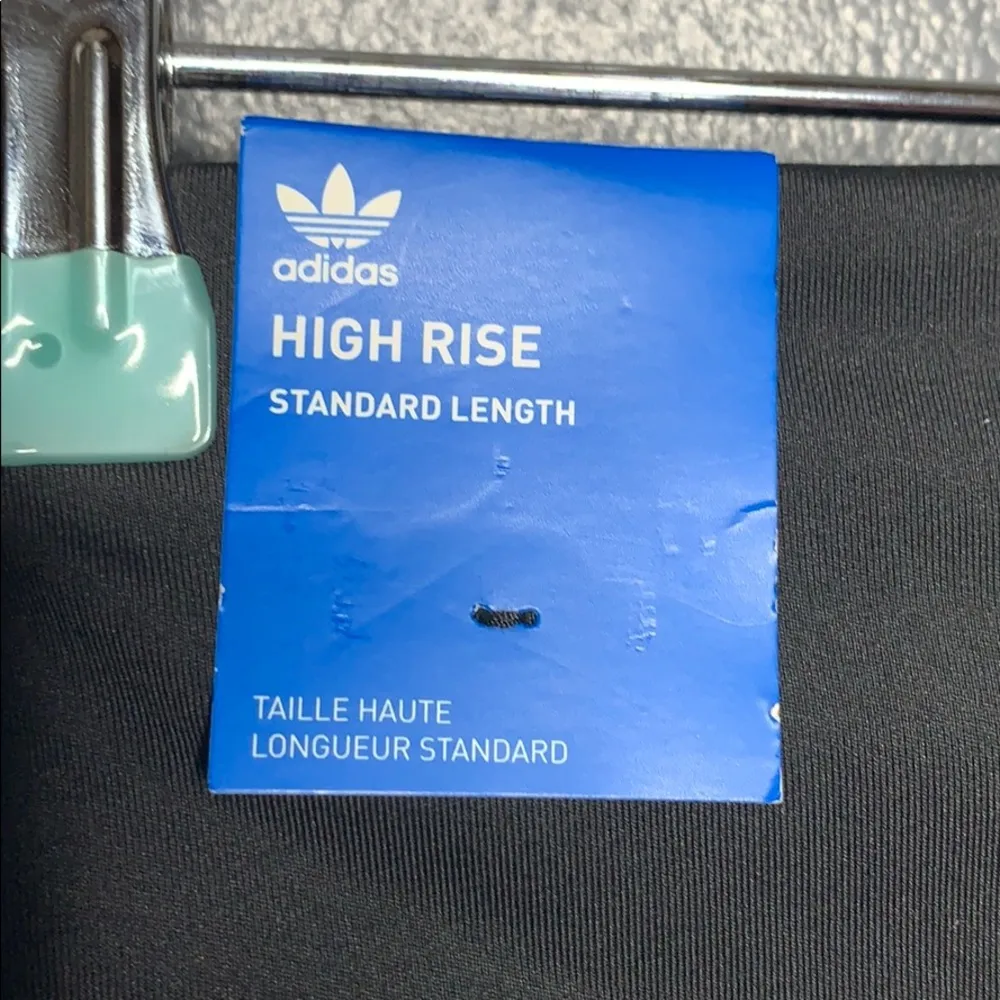 adidas
HIGH RISE
STANDARD LENGTH
TAILLE HAUTE
LONGUEUR STANDARD